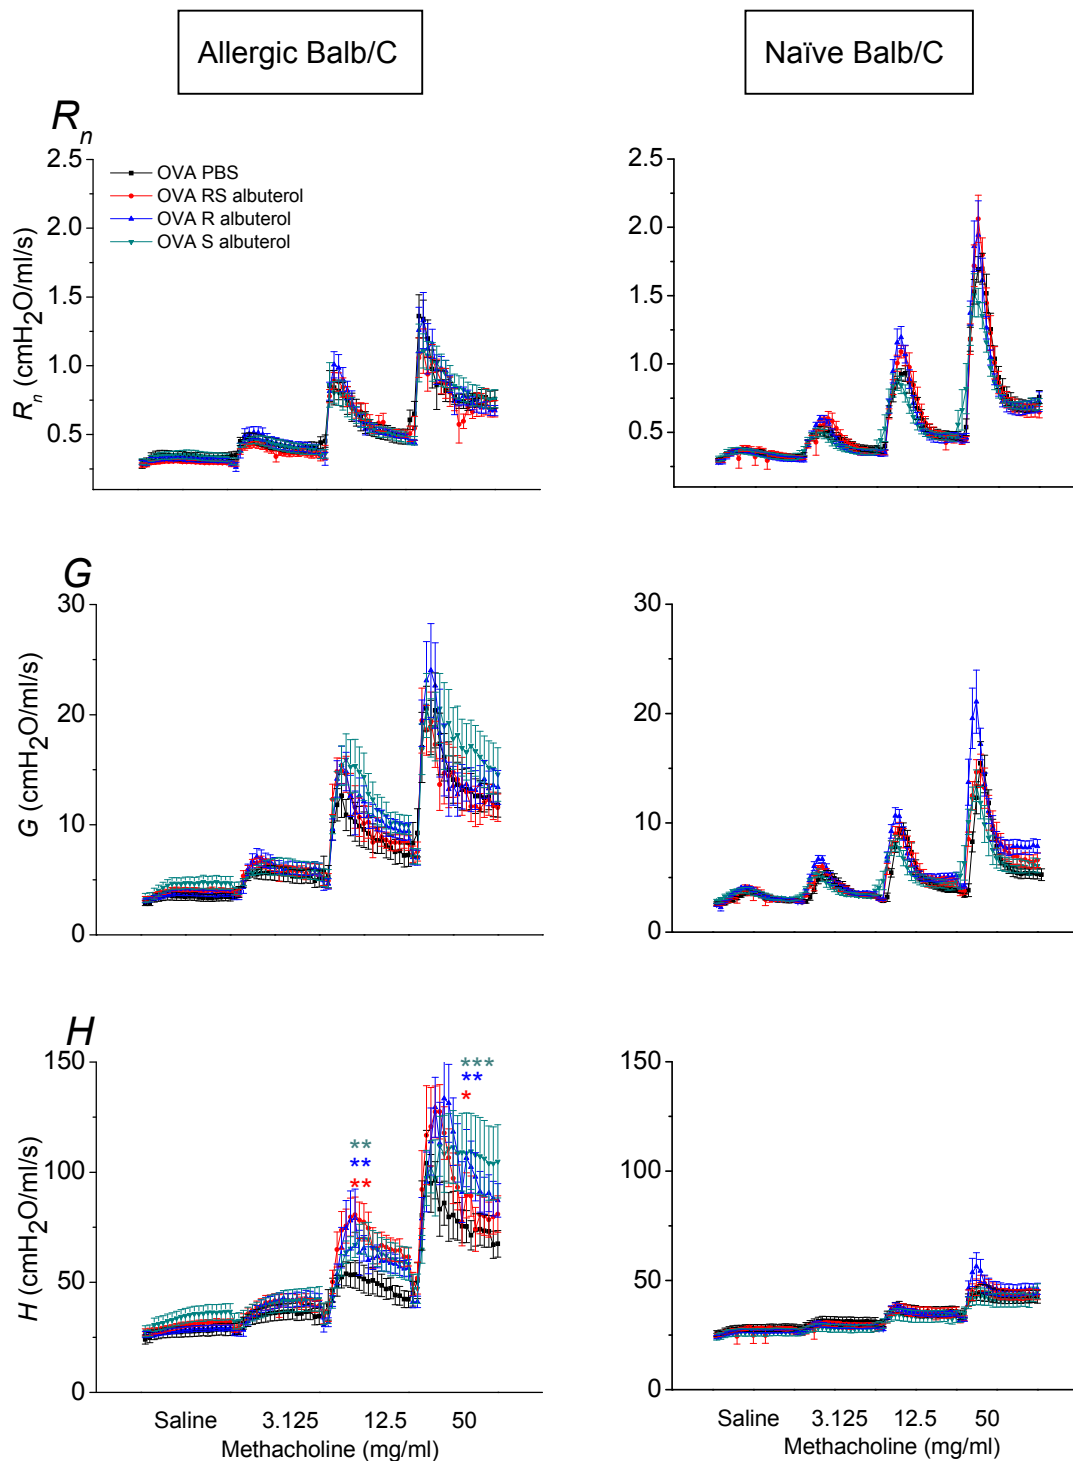 Allergic Balb/C
Naïve Balb/C
Rn
2.5
2.0
1.5
1.0
0.5
Rn (cmH2O/ml/s)
OVA PBS
OVA RS albuterol
OVA R albuterol
OVA S albuterol
2.5
2.0
1.5
1.0
0.5
G
30
20
10
0
G (cmH2O/ml/s)
30
20
10
0
H
150
100
50
0
H (cmH2O/ml/s)
**
**
**
***
**
*
150
100
50
0
Saline 3.125 12.5 50
Methacholine (mg/ml)
Saline 3.125 12.5 50
Methacholine (mg/ml)